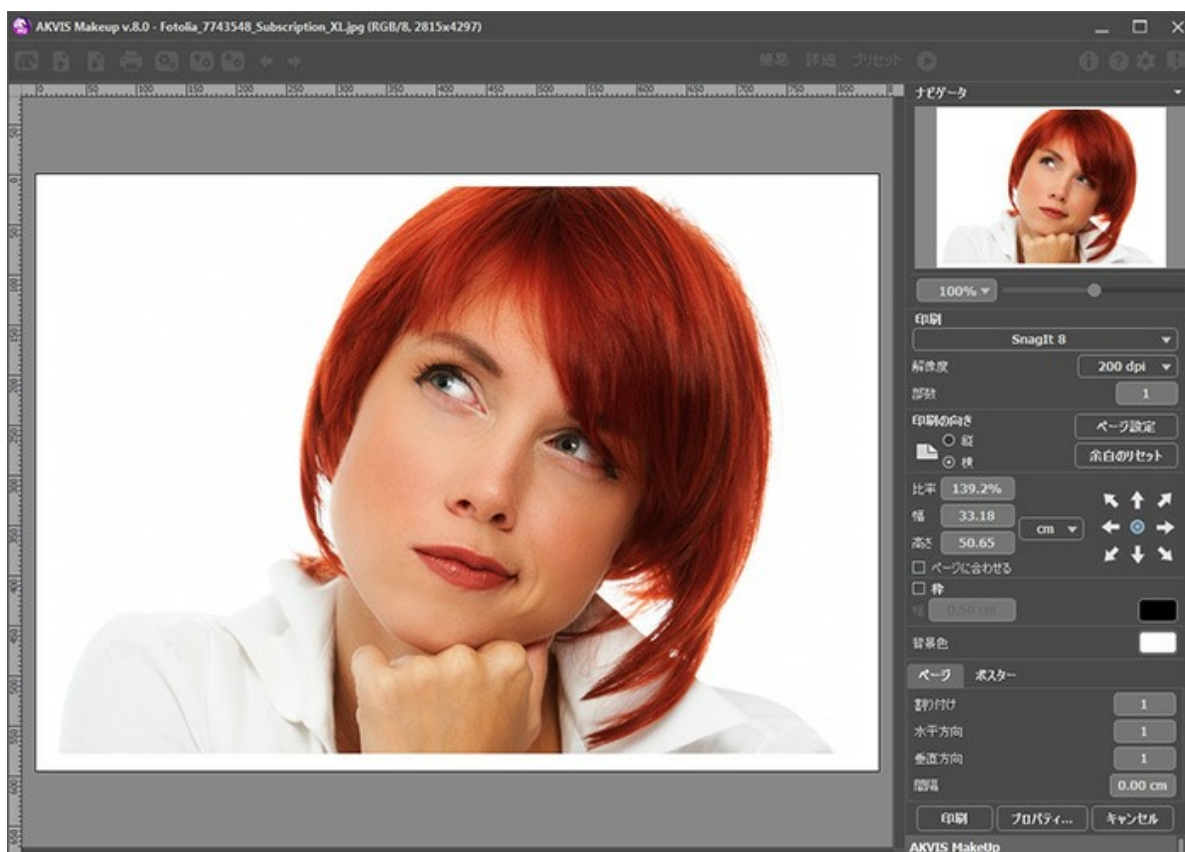 AKVIS Makeup v.8.0 - Fotolia_7743548_Subscription_XL.jpg (RGB/8, 2815x4297)
簡易 詳細 プリセット
ナビゲータ
100%
印刷
SnagIt 8
解像度 200 dpi
部数 1
印刷の向き ページ設定
縦
横 余白のリセット
比率 139.2%
幅 33.18 cm
高さ 50.65
ページに合わせる
枠
幅 0.50 cm
背景色
ページ ポスター
割り付け 1
水平方向 1
垂直方向 1
間隔 0.00 cm
印刷 プロパティ... キャンセル
AKVIS MakeUp